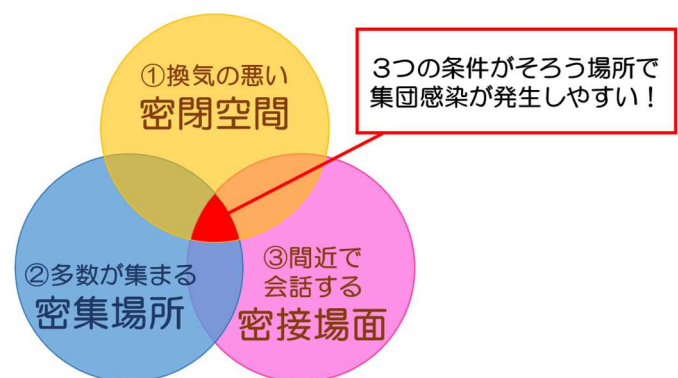 ①換気の悪い
密閉空間
3つの条件がそろう場所で
集団感染が発生しやすい！
②多数が集まる
密集場所
③間近で
会話する
密接場面